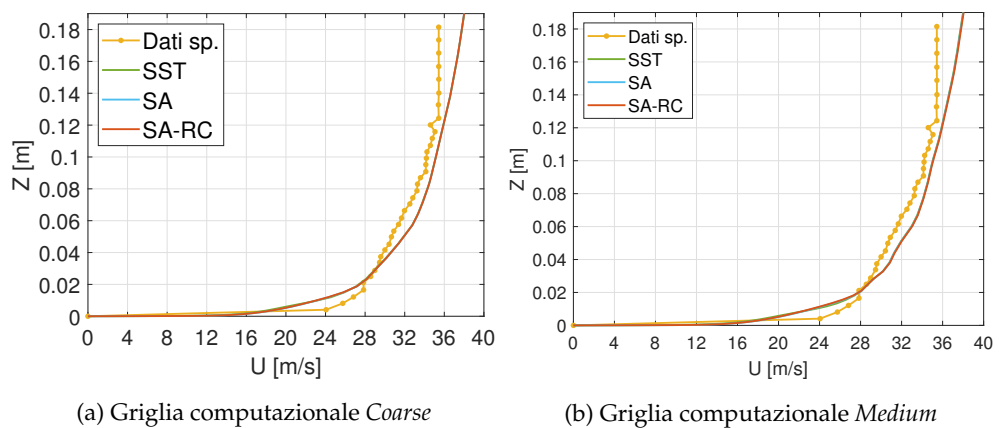 0.18
0.16
0.14
0.12
0.1
0.08
0.06
0.04
0.02
0
Z [m]
Dati sp.
SST
SA
SA-RC
0 4 8 12 16 20 24 28 32 36 40
U [m/s]
(a) Griglia computazionale Coarse
0.18
0.16
0.14
0.12
0.1
0.08
0.06
0.04
0.02
0
Z [m]
Dati sp.
SST
SA
SA-RC
0 4 8 12 16 20 24 28 32 36 40
U [m/s]
(b) Griglia computazionale Medium